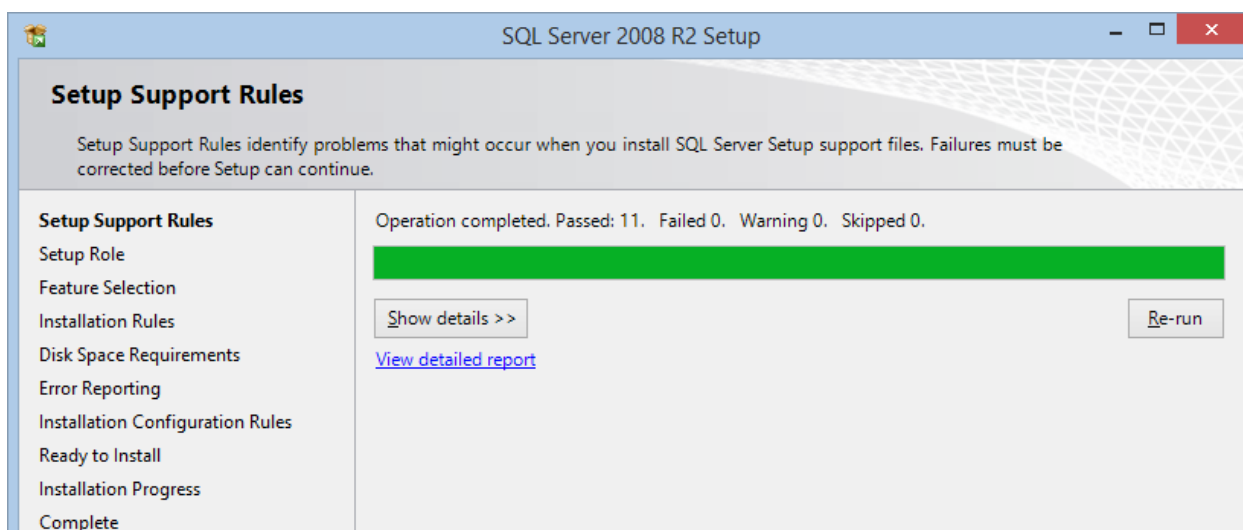 SQL Server 2008 R2 Setup
Setup Support Rules
Setup Support Rules identify problems that might occur when you install SQL Server Setup support files. Failures must be
corrected before Setup can continue.
Setup Support Rules
Setup Role
Feature Selection
Installation Rules
Disk Space Requirements
Error Reporting
Installation Configuration Rules
Ready to Install
Installation Progress
Complete
Operation completed. Passed: 11. Failed 0. Warning 0. Skipped 0.
Show details >>
Re-run
View detailed report